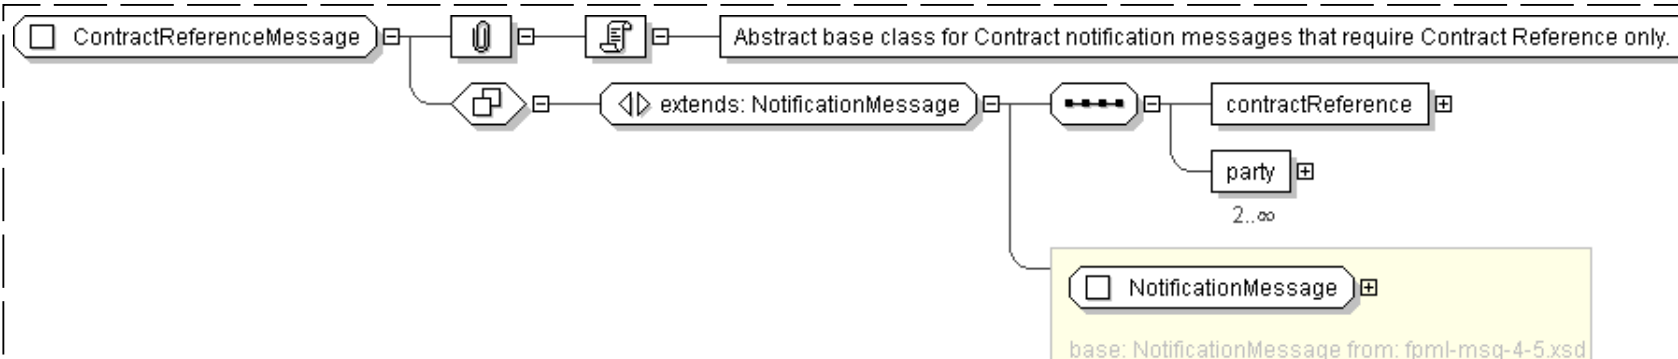 ContractReferenceMessage
Abstract base class for Contract notification messages that require Contract Reference only.
extends: NotificationMessage
contractReference
party
2..∞
NotificationMessage
base: NotificationMessage from: fpml-msg-4-5.xsd